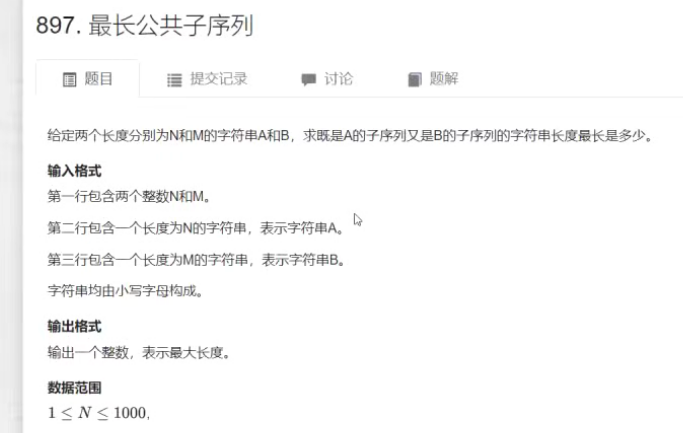 897. 最长公共子序列
题目 提交记录 讨论 题解
给定两个长度分别为N和M的字符串A和B，求既是A的子序列又是B的子序列的字符串长度最长是多少。
输入格式
第一行包含两个整数N和M。
第二行包含一个长度为N的字符串，表示字符串A。
第三行包含一个长度为M的字符串，表示字符串B。
字符串均由小写字母构成。
输出格式
输出一个整数，表示最大长度。
数据范围
1 ≤ N ≤ 1000,